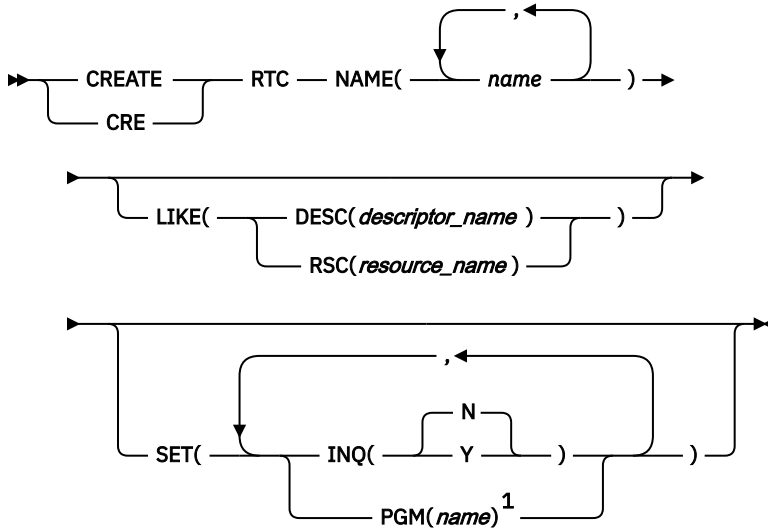 ,
CREATE RTC NAME( name )
CRE
LIKE( DESC(descriptor_name ) )
RSC(resource_name )
,
N
SET( INQ( Y ) )
PGM(name)1